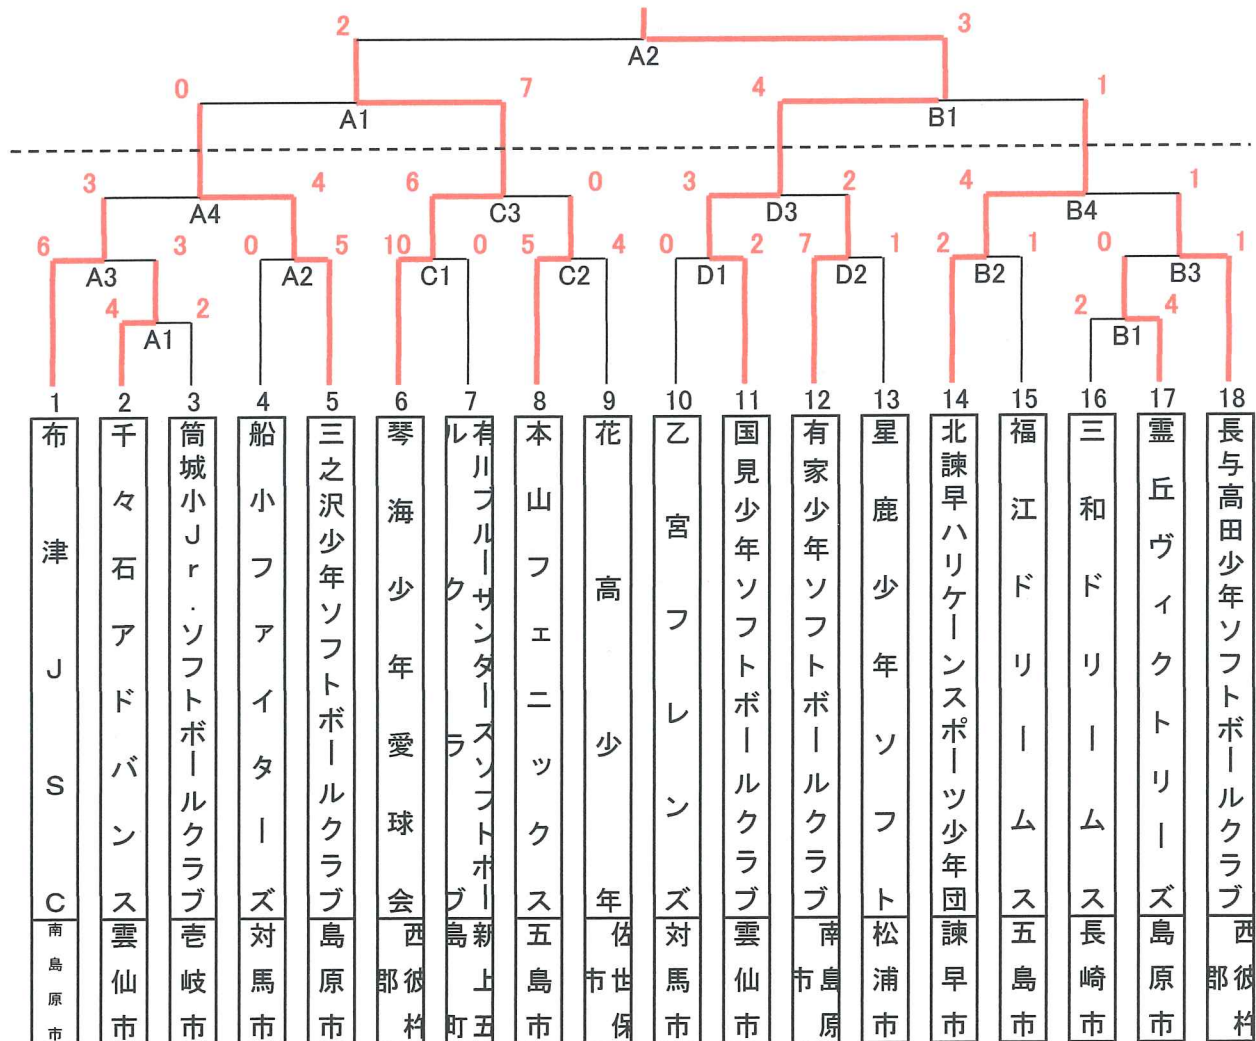 2 3
A2
0 7 4 1
A1 B1
3 4 6 0 3 2 4 1
A4 C3 D3 B4
6 3 0 5 10 0 5 4 0 2 7 1 2 1 0 1
A3 A2 C1 C2 D1 D2 B2 B3
4 2 2 4
A1 B1
1 2 3 4 5 6 7 8 9 10 11 12 13 14 15 16 17 18
布津JSC
南島原市
千々石アドバンス
雲仙市
筒城小Jr.ソフトボールクラブ
壱岐市
船小ファイターズ
対馬市
三之沢少年ソフトボールクラブ
島原市
琴海少年愛球会
西彼杵郡
有川ブルーサンダーズソフトボールクラブ
新上五島町
本山フェニックス
五島市
花高少年
佐世保市
乙宮フレンズ
対馬市
国見少年ソフトボールクラブ
雲仙市
有家少年ソフトボールクラブ
南島原市
星鹿少年ソフト
松浦市
北諫早ハリケーンスポーツ少年団
諫早市
福江ドリームス
五島市
三和ドリームス
長崎市
霊丘ヴィクトリーズ
島原市
長与高田少年ソフトボールクラブ
西彼杵郡